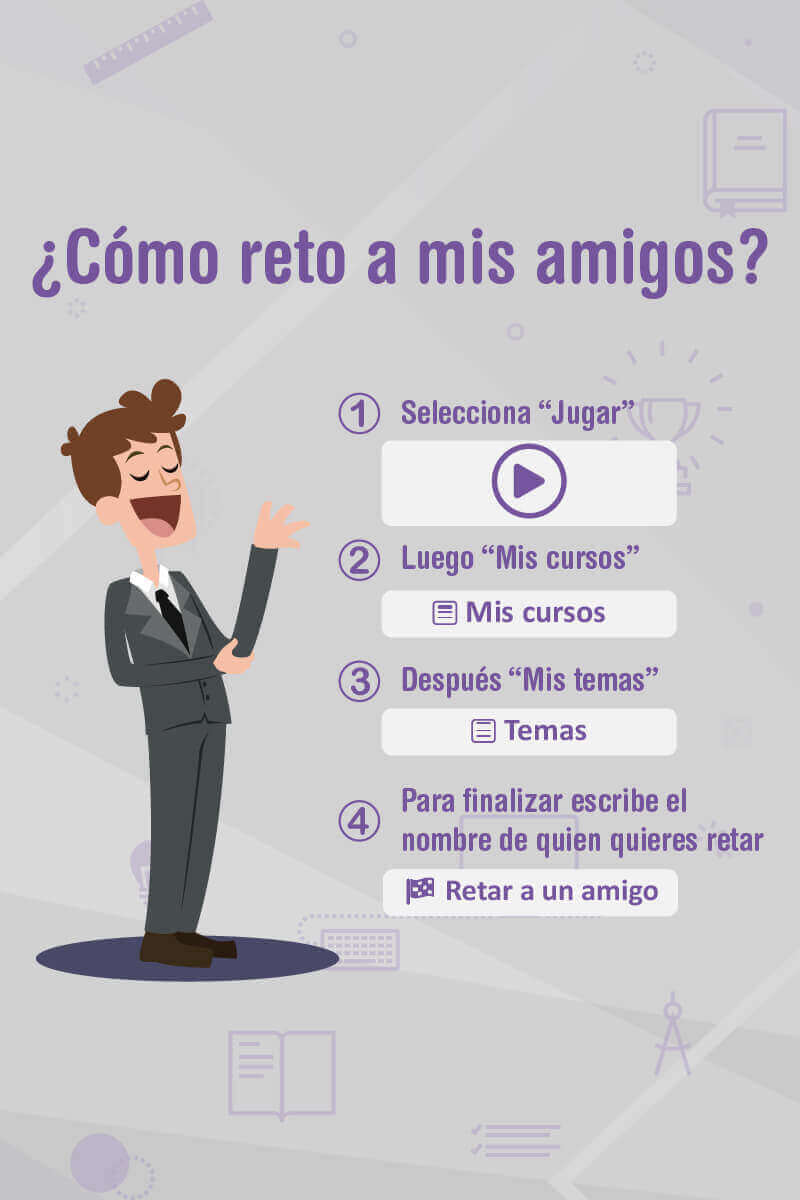 ¿Cómo reto a mis amigos?
1 Selecciona “Jugar”
2 Luego “Mis cursos”
Mis cursos
3 Después “Mis temas”
Temas
4 Para finalizar escribe el
nombre de quien quieres retar
Retar a un amigo